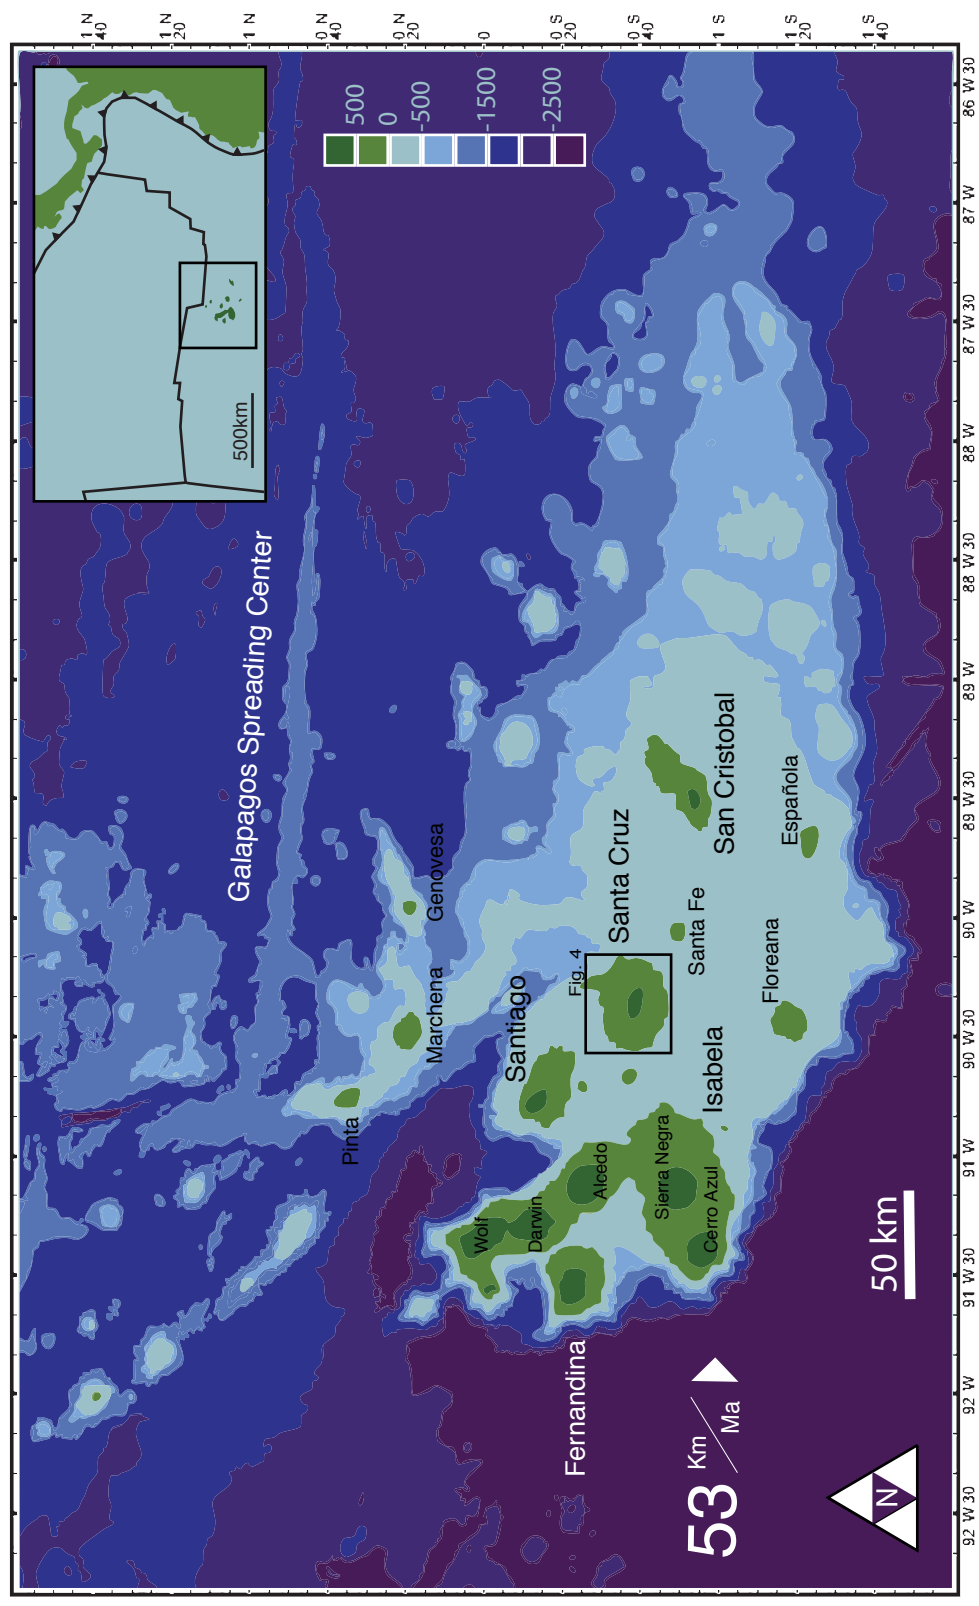 1 N
40
1 N
20
1 N
0 N
40
0 N
20
0
0 S
20
0 S
40
1 S
1 S
20
1 S
40
92 W 30
92 W
91 W 30
91 W
90 W 30
90 W
89 W 30
89 W
88 W 30
88 W
87 W 30
87 W
86 W 30
500km
500
0
-500
-1500
-2500
Galapagos Spreading Center
Pinta
Marchena
Genovesa
Wolf
Darwin
Alcedo
Sierra Negra
Cerro Azul
Fernandina
Santiago
Fig. 4
Santa Cruz
Santa Fe
Isabela
San Cristobal
Española
Floreana
53 Km
Ma
50 km
N